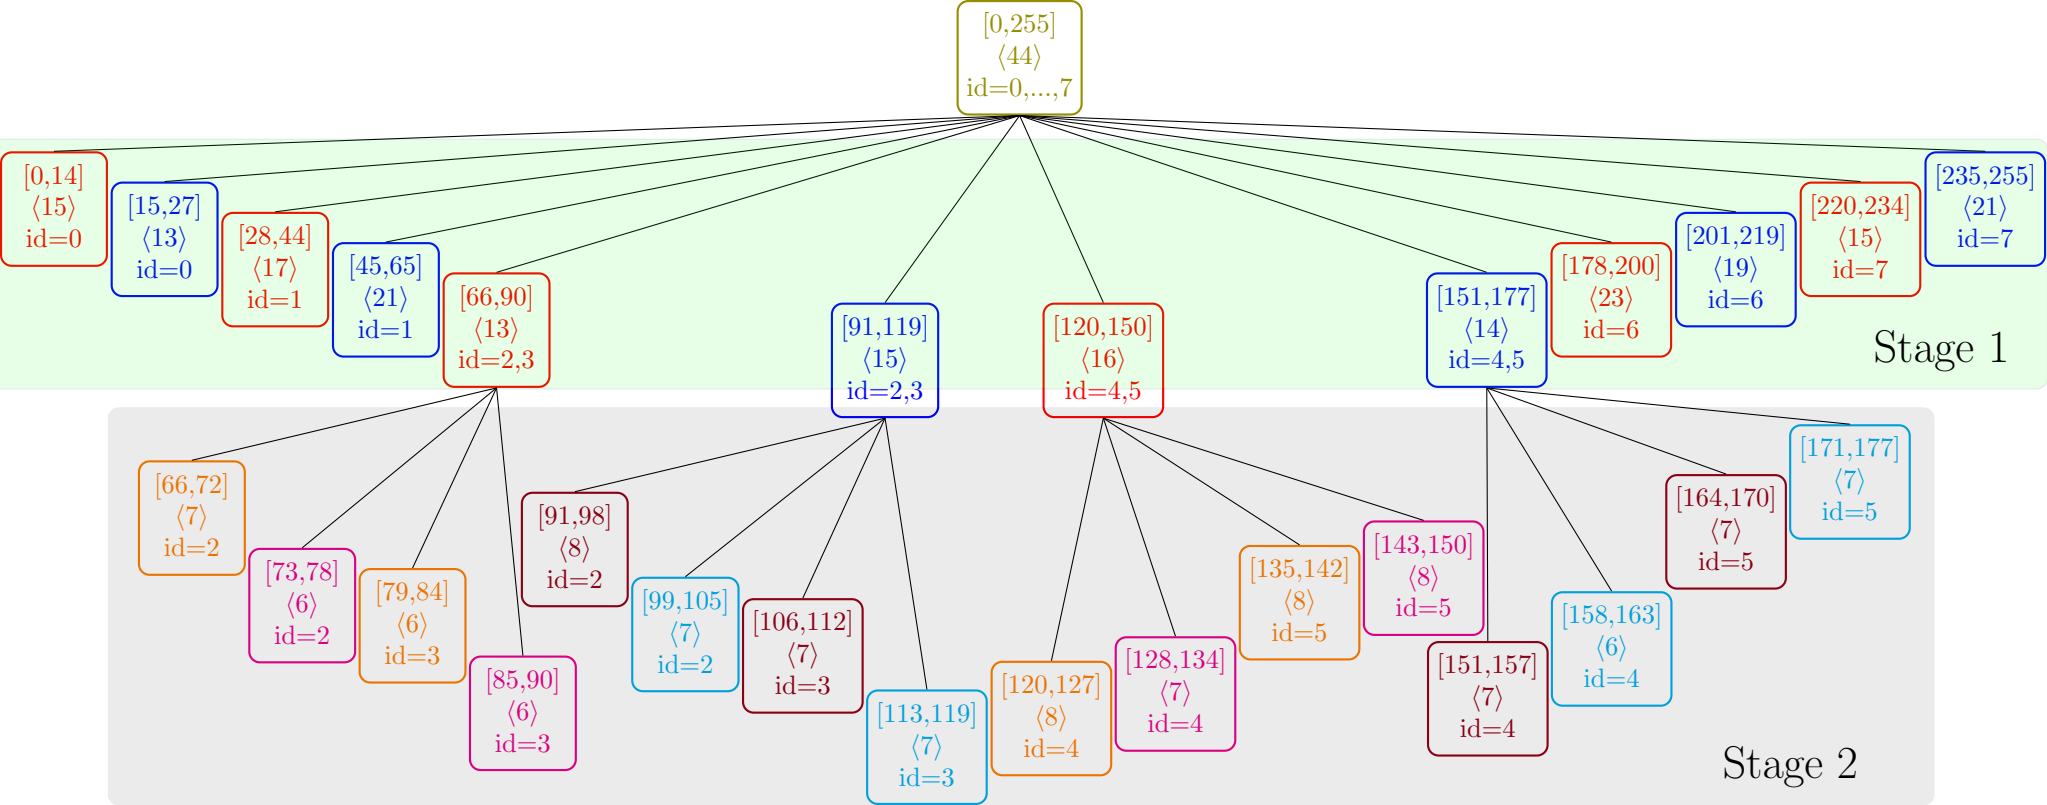 [0,255]
⟨44⟩
id=0,...,7
[0,14]
⟨15⟩
id=0
[15,27]
⟨13⟩
id=0
[28,44]
⟨17⟩
id=1
[45,65]
⟨21⟩
id=1
[66,90]
⟨13⟩
id=2,3
[91,119]
⟨15⟩
id=2,3
[120,150]
⟨16⟩
id=4,5
[151,177]
⟨14⟩
id=4,5
[178,200]
⟨23⟩
id=6
[201,219]
⟨19⟩
id=6
[220,234]
⟨15⟩
id=7
[235,255]
⟨21⟩
id=7
Stage 1
[66,72]
⟨7⟩
id=2
[73,78]
⟨6⟩
id=2
[79,84]
⟨6⟩
id=3
[85,90]
⟨6⟩
id=3
[91,98]
⟨8⟩
id=2
[99,105]
⟨7⟩
id=2
[106,112]
⟨7⟩
id=3
[113,119]
⟨7⟩
id=3
[120,127]
⟨8⟩
id=4
[128,134]
⟨7⟩
id=4
[135,142]
⟨8⟩
id=5
[143,150]
⟨8⟩
id=5
[151,157]
⟨7⟩
id=4
[158,163]
⟨6⟩
id=4
[164,170]
⟨7⟩
id=5
[171,177]
⟨7⟩
id=5
Stage 2